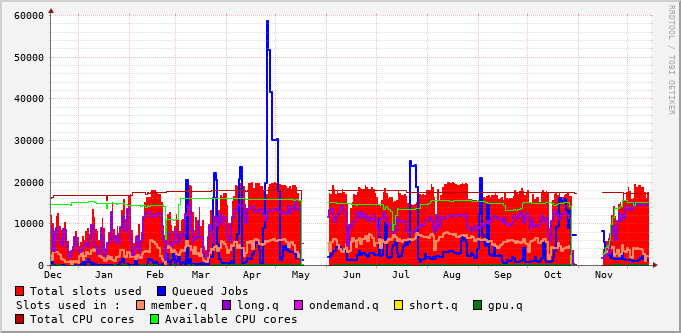 RRDTOOL / TOBI OETIKER
60000
50000
40000
30000
20000
10000
0
Dec Jan Feb Mar Apr May Jun Jul Aug Sep Oct Nov
Total slots used Queued Jobs
Slots used in : member.q long.q ondemand.q short.q gpu.q
Total CPU cores Available CPU cores